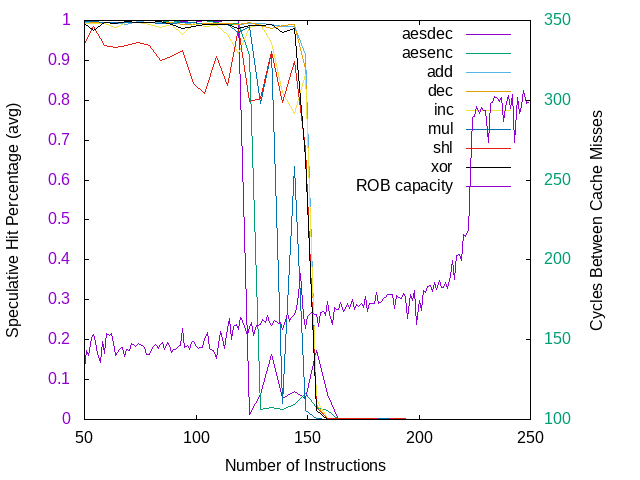 1
0.9
0.8
0.7
0.6
0.5
0.4
0.3
0.2
0.1
0
Speculative Hit Percentage (avg)
aesdec
aesenc
add
dec
inc
mul
shl
xor
ROB capacity
350
300
250
200
150
100
Cycles Between Cache Misses
50 100 150 200 250
Number of Instructions